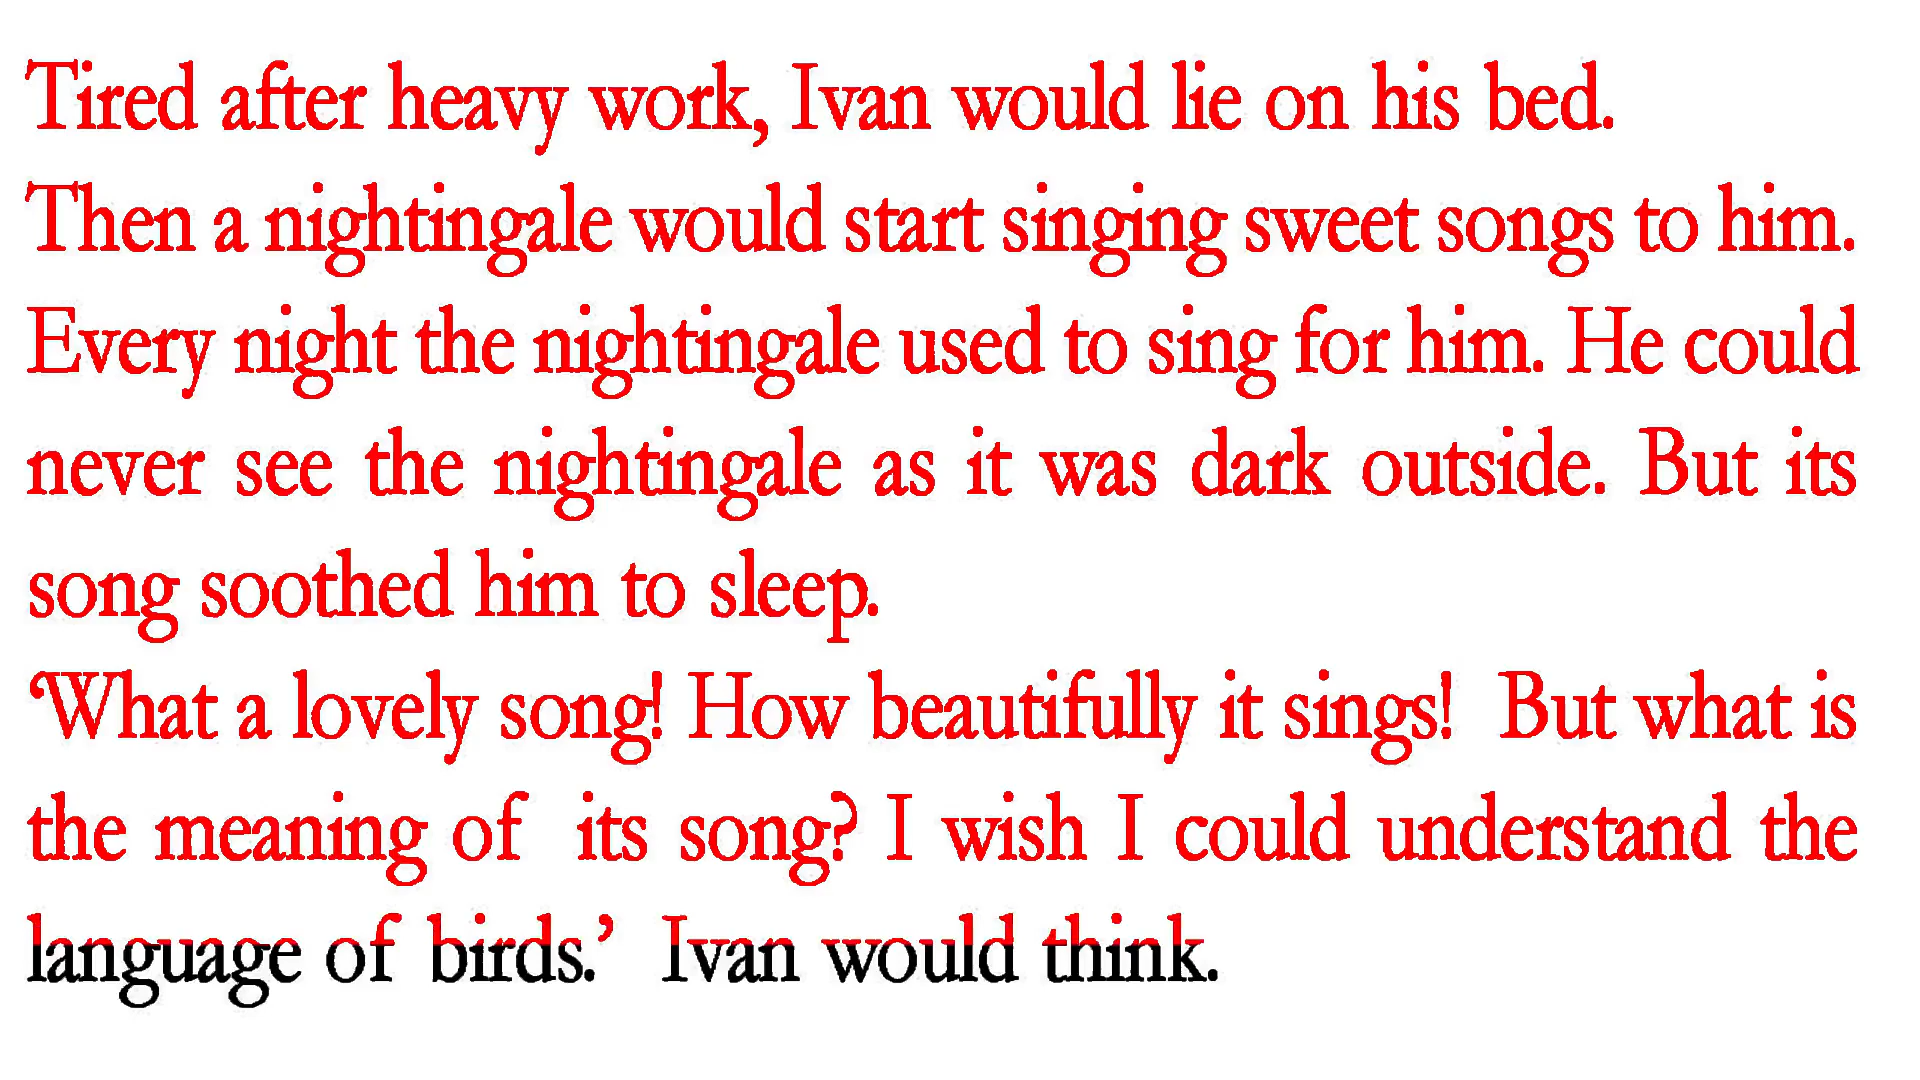 Tired after heavy work, Ivan would lie on his bed.
Then a nightingale would start singing sweet songs to him.
Every night the nightingale used to sing for him. He could
never see the nightingale as it was dark outside. But its
song soothed him to sleep.
‘What a lovely song! How beautifully it sings! But what is
the meaning of its song? I wish I could understand the
language of birds.’ Ivan would think.